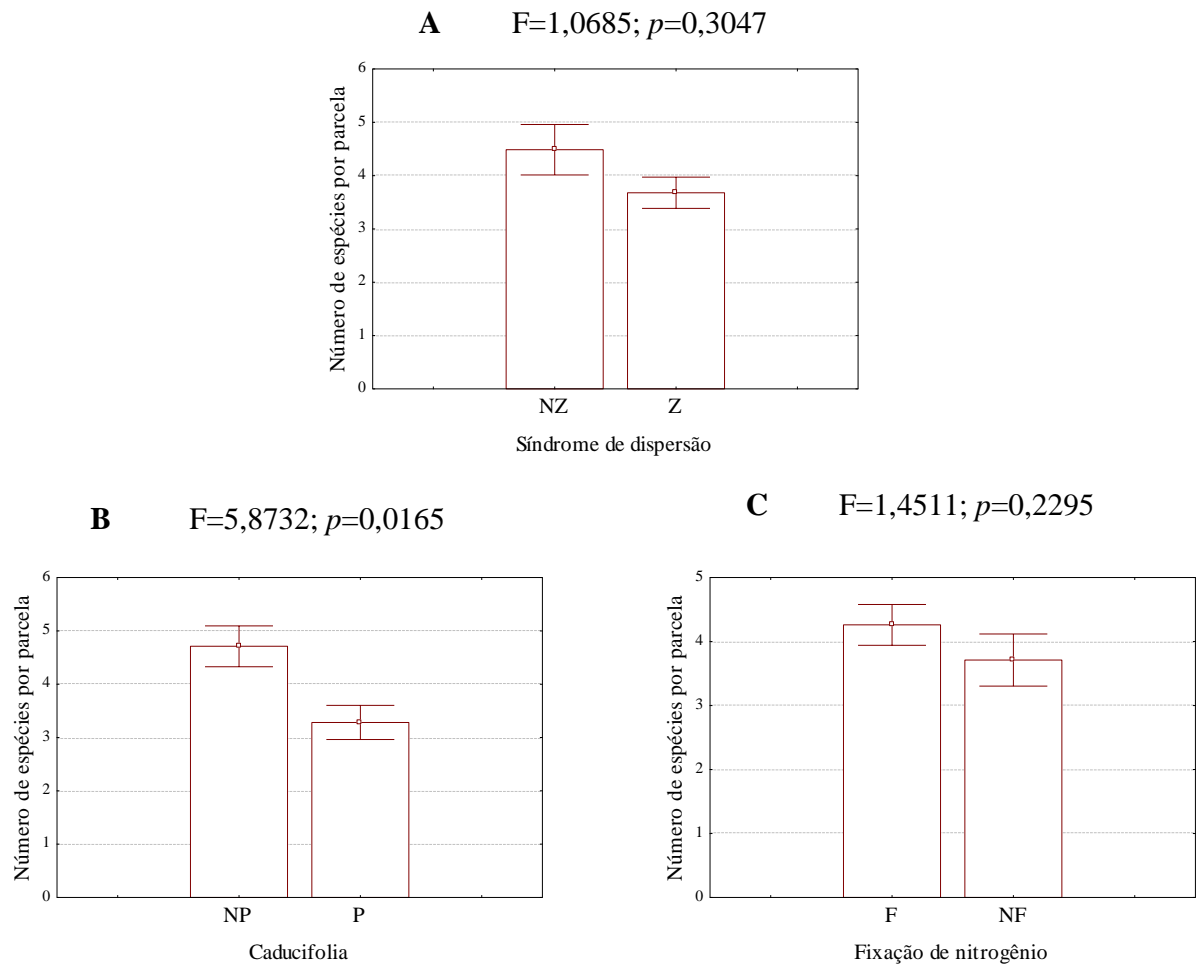 A F=1,0685; p=0,3047
Número de espécies por parcela
6
5
4
3
2
1
0
NZ Z
Síndrome de dispersão
B F=5,8732; p=0,0165
Número de espécies por parcela
6
5
4
3
2
1
0
NP P
Caducifolia
C F=1,4511; p=0,2295
Número de espécies por parcela
5
4
3
2
1
0
F NF
Fixação de nitrogênio